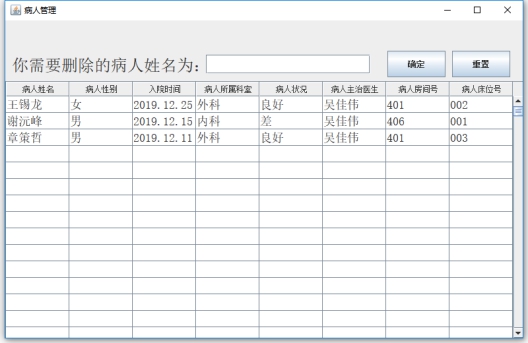 病人管理
你需要删除的病人姓名为: 确定 重置
病人姓名 病人性别 入院时间 病人所属科室 病人状况 病人主治医生 病人房间号 病人床位号
王锡龙 女 2019.12.25 外科 良好 吴佳伟 401 002
谢沅峰 男 2019.12.15 内科 差 吴佳伟 406 001
章策哲 男 2019.12.11 外科 良好 吴佳伟 401 003